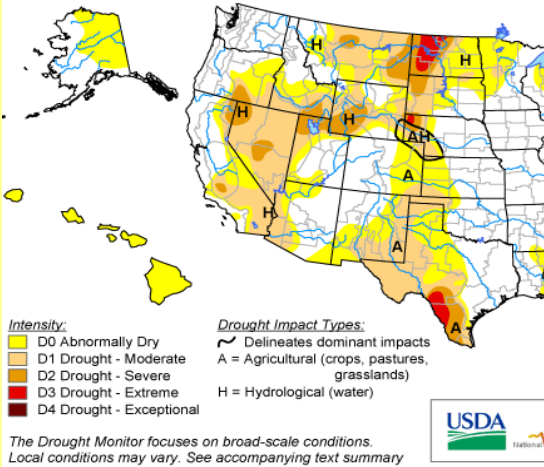 H
H
H
H
AH
A
H
A
A
Intensity:
D0 Abnormally Dry
D1 Drought - Moderate
D2 Drought - Severe
D3 Drought - Extreme
D4 Drought - Exceptional
Drought Impact Types:
Delineates dominant impacts
A = Agricultural (crops, pastures,
grasslands)
H = Hydrological (water)
USDA
National
The Drought Monitor focuses on broad-scale conditions.
Local conditions may vary. See accompanying text summary